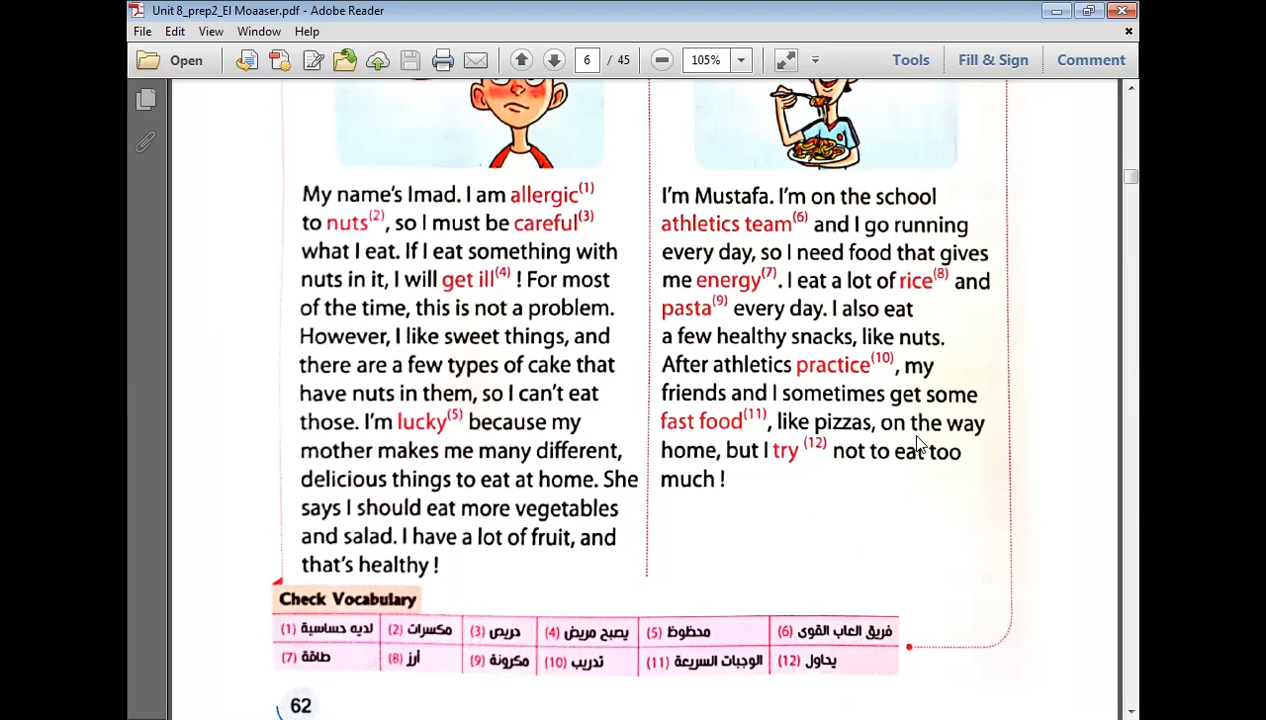 Unit 8_prep2_El Moaaser.pdf - Adobe Reader
File Edit View Window Help
Open 6 / 45 105% Tools Fill & Sign Comment
My name's Imad. I am allergic(1)
to nuts(2), so I must be careful(3)
what I eat. If I eat something with
nuts in it, I will get ill(4) ! For most
of the time, this is not a problem.
However, I like sweet things, and
there are a few types of cake that
have nuts in them, so I can't eat
those. I'm lucky(5) because my
mother makes me many different,
delicious things to eat at home. She
says I should eat more vegetables
and salad. I have a lot of fruit, and
that's healthy !
I'm Mustafa. I'm on the school
athletics team(6) and I go running
every day, so I need food that gives
me energy(7). I eat a lot of rice(8) and
pasta(9) every day. I also eat
a few healthy snacks, like nuts.
After athletics practice(10), my
friends and I sometimes get some
fast food(11), like pizzas, on the way
home, but I try (12) not to eat too
much !
Check Vocabulary
(1) لديه حساسية (2) مكسرات (3) حريص (4) يصبح مريض (5) محظوظ (6) فريق العاب القوى
(7) طاقة (8) أرز (9) مكرونة (10) تدريب (11) الوجبات السريعة (12) يحاول
62